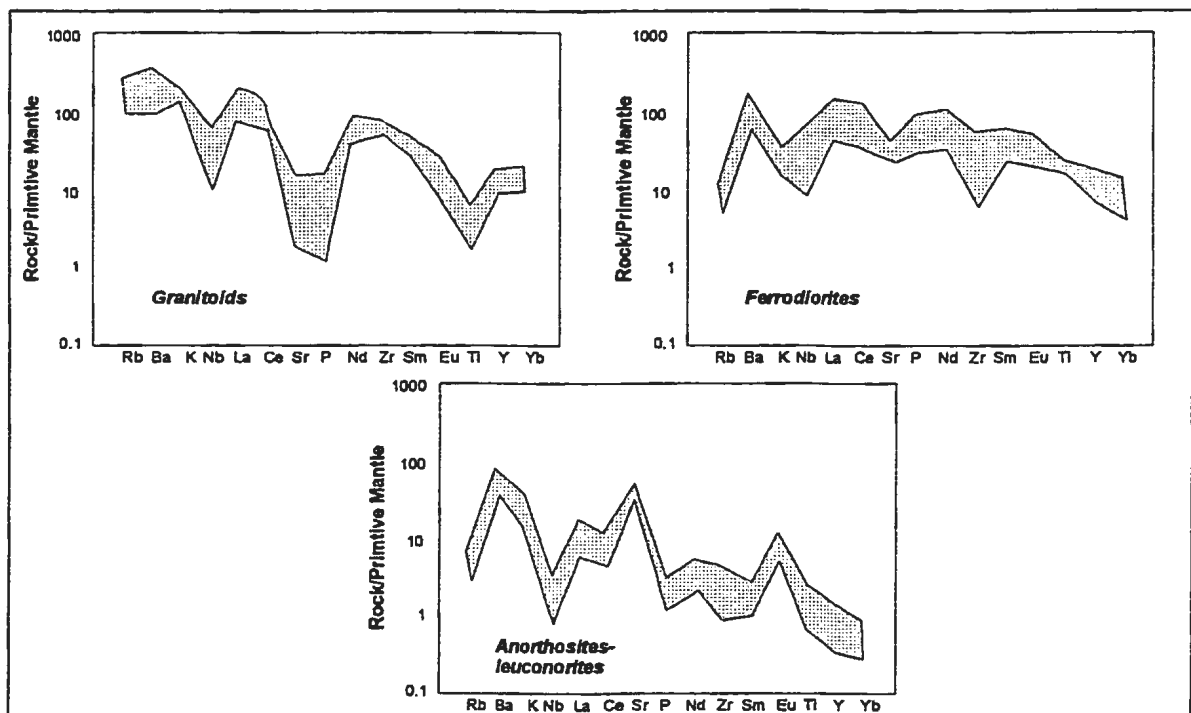 1000
100
10
1
0.1
Rock/Primtive Mantle
Granitoids
Rb Ba K Nb La Ce Sr P Nd Zr Sm Eu Ti Y Yb
1000
100
10
1
0.1
Rock/Primtive Mantle
Ferrodiorites
Rb Ba K Nb La Ce Sr P Nd Zr Sm Eu Ti Y Yb
1000
100
10
1
0.1
Rock/Primtive Mantle
Anorthosites-
leuconorites
Rb Ba K Nb La Ce Sr P Nd Zr Sm Eu Ti Y Yb